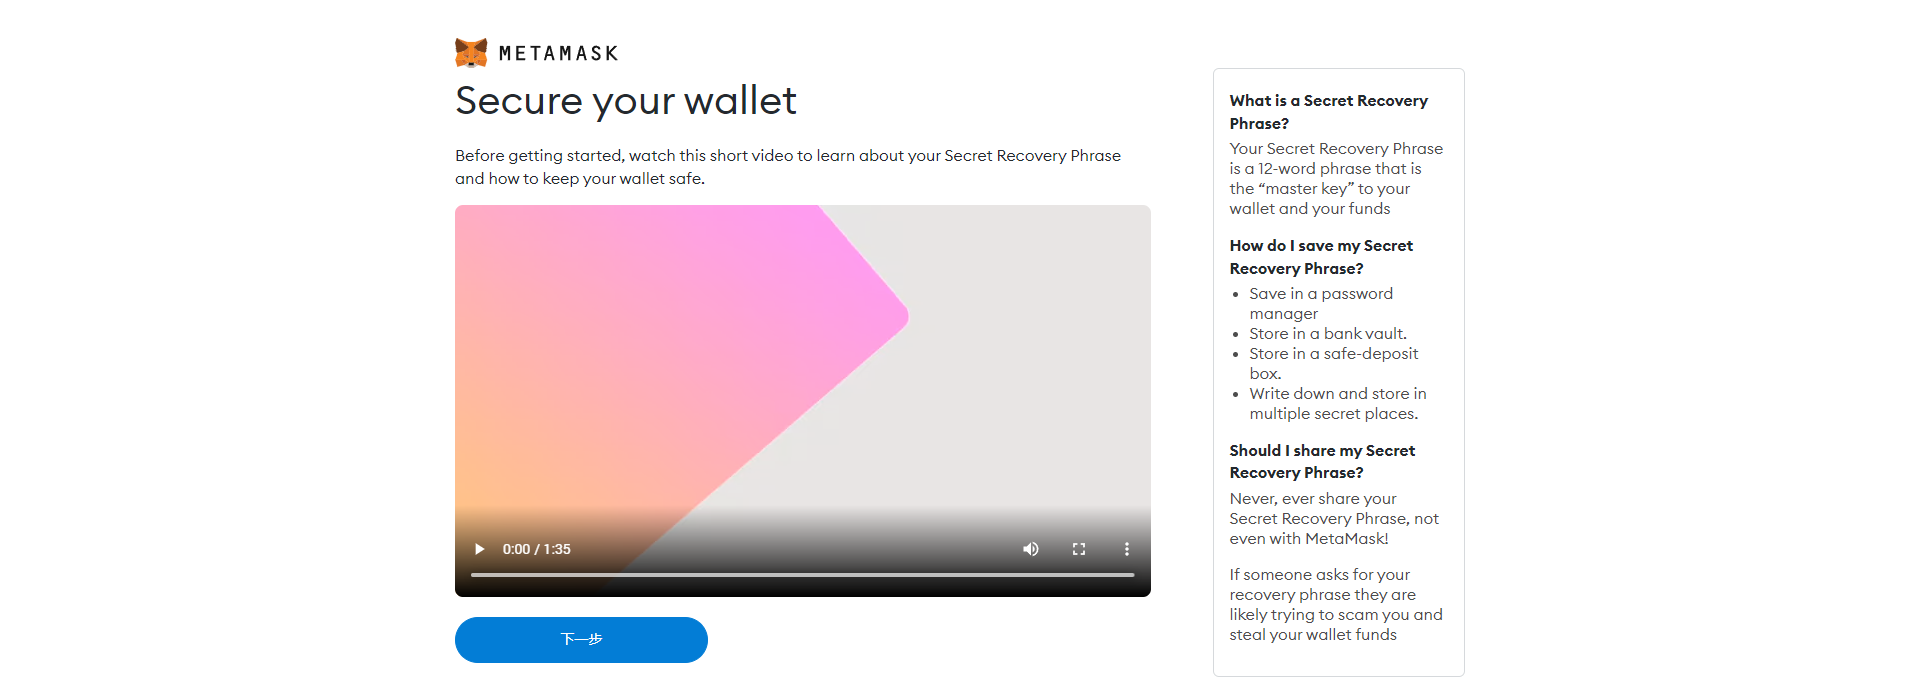 METAMASK
Secure your wallet
Before getting started, watch this short video to learn about your Secret Recovery Phrase
and how to keep your wallet safe.
0:00 / 1:35
下一步
What is a Secret Recovery
Phrase?
Your Secret Recovery Phrase
is a 12-word phrase that is
the “master key” to your
wallet and your funds
How do I save my Secret
Recovery Phrase?
• Save in a password
manager
• Store in a bank vault.
• Store in a safe-deposit
box.
• Write down and store in
multiple secret places.
Should I share my Secret
Recovery Phrase?
Never, ever share your
Secret Recovery Phrase, not
even with MetaMask!
If someone asks for your
recovery phrase they are
likely trying to scam you and
steal your wallet funds